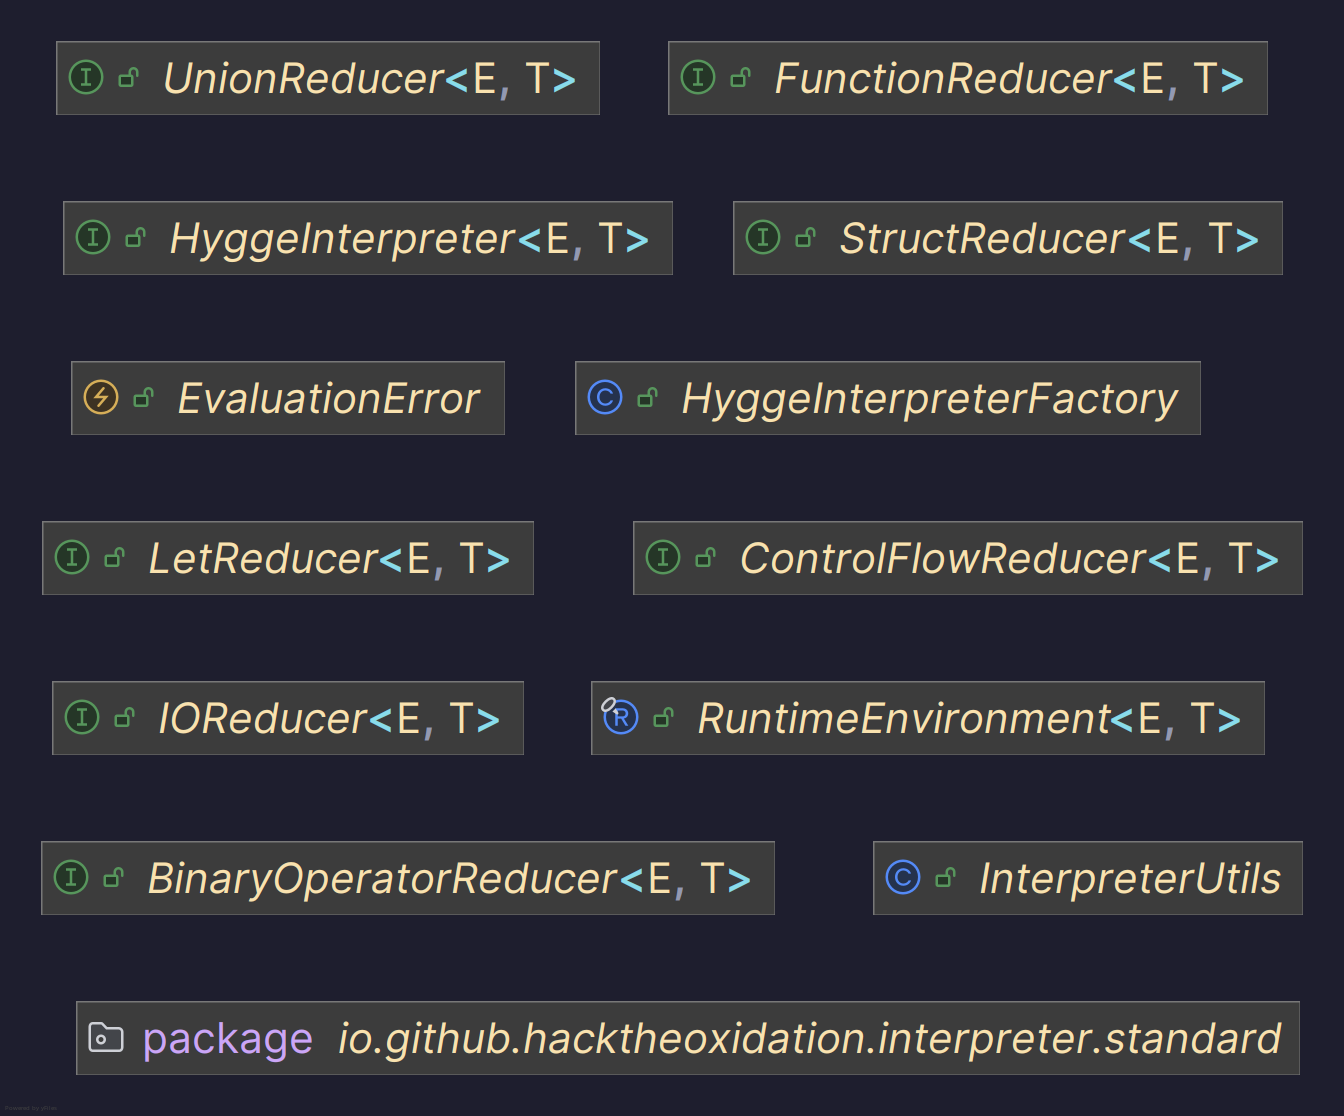 UnionReducer<E, T>
FunctionReducer<E, T>
HyggeInterpreter<E, T>
StructReducer<E, T>
EvaluationError
HyggeInterpreterFactory
LetReducer<E, T>
ControlFlowReducer<E, T>
IOReducer<E, T>
RuntimeEnvironment<E, T>
BinaryOperatorReducer<E, T>
InterpreterUtils
package io.github.hacktheoxidation.interpreter.standard